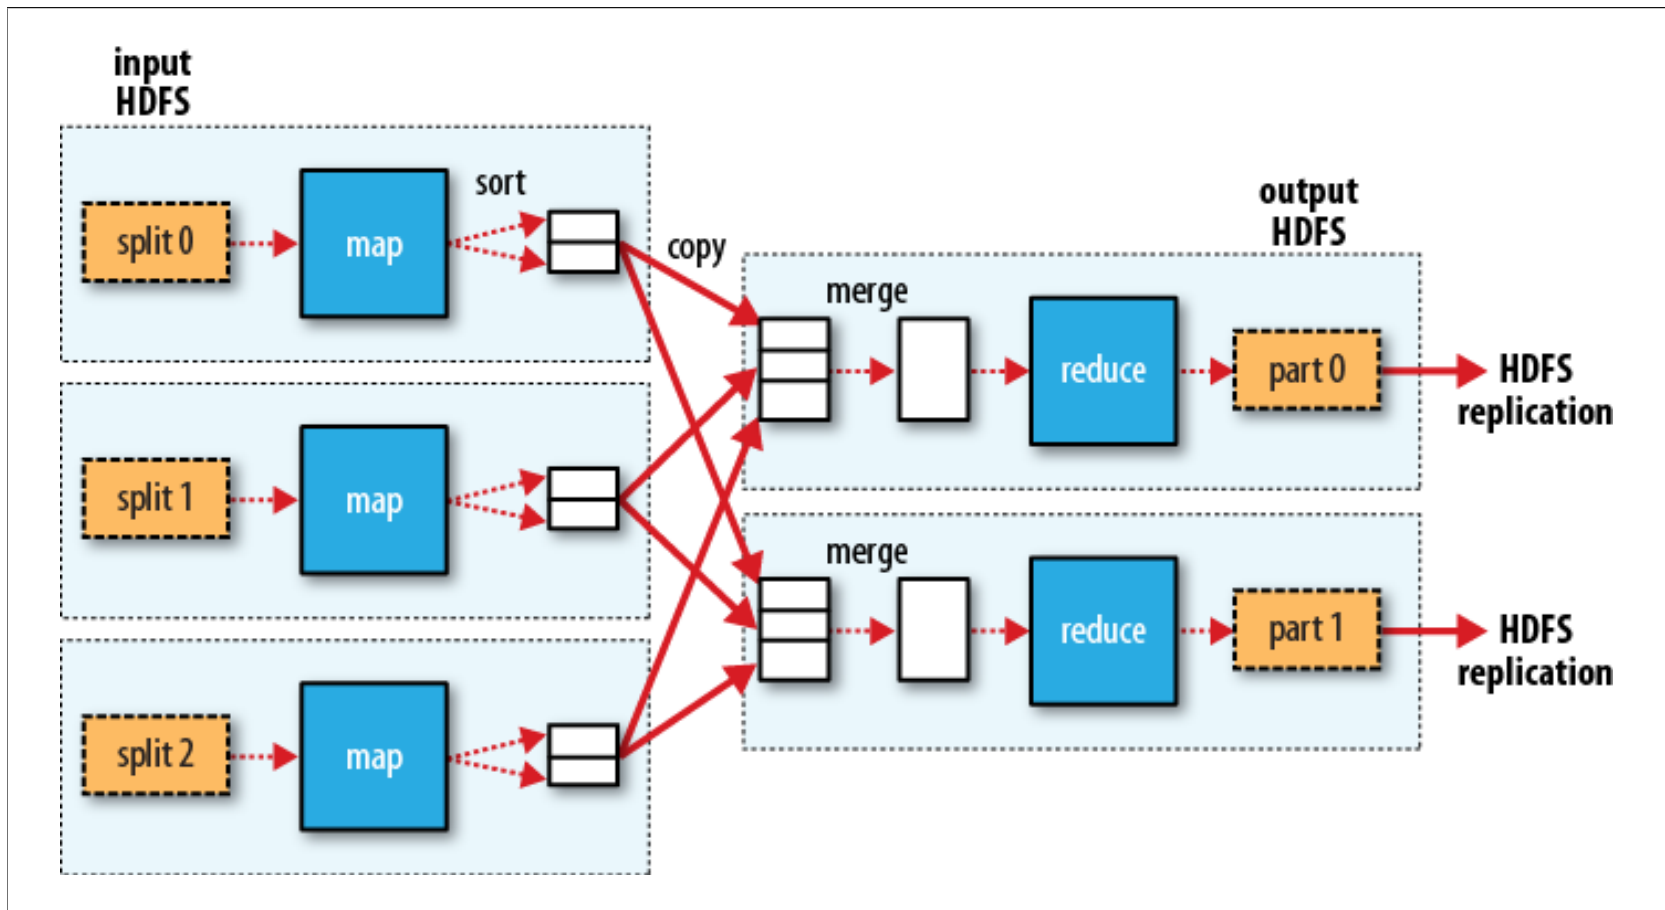 input
HDFS
split 0
map
sort
copy
split 1
map
split 2
map
output
HDFS
merge
reduce
part 0
HDFS
replication
merge
reduce
part 1
HDFS
replication